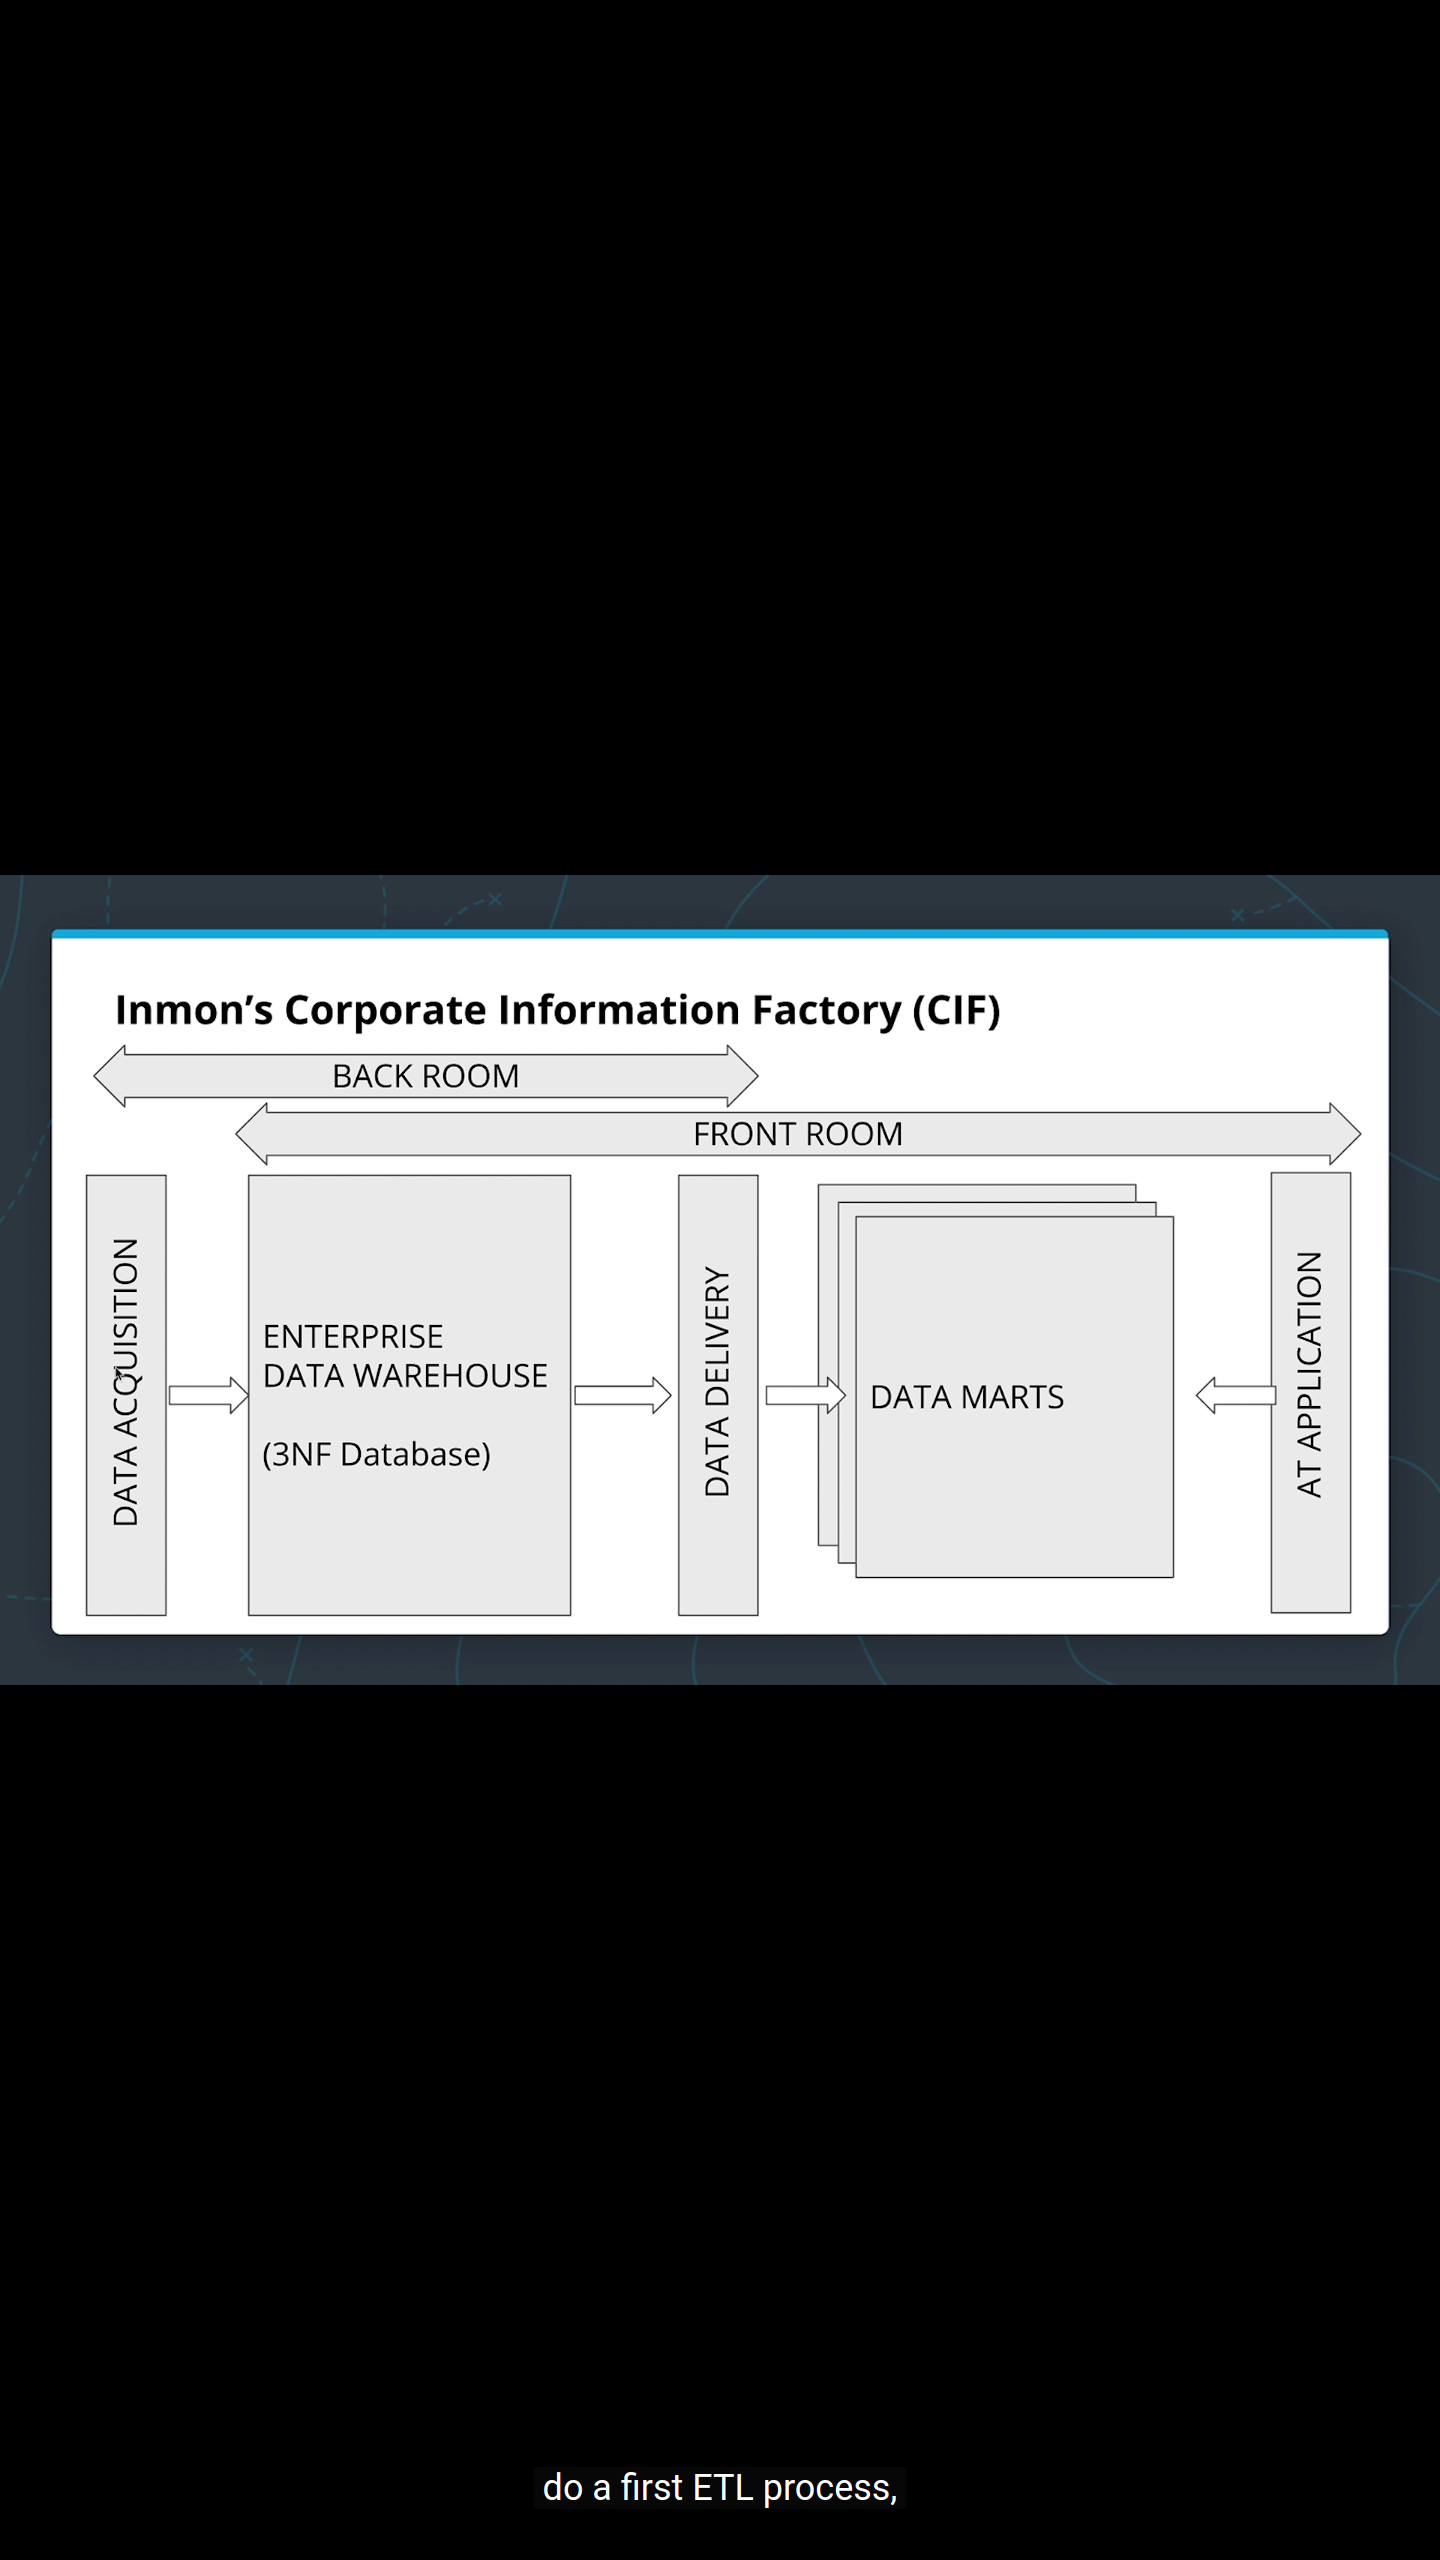 Inmon’s Corporate Information Factory (CIF)
BACK ROOM
FRONT ROOM
DATA ACQUISITION
ENTERPRISE
DATA WAREHOUSE
(3NF Database)
DATA DELIVERY
DATA MARTS
AT APPLICATION
do a first ETL process,